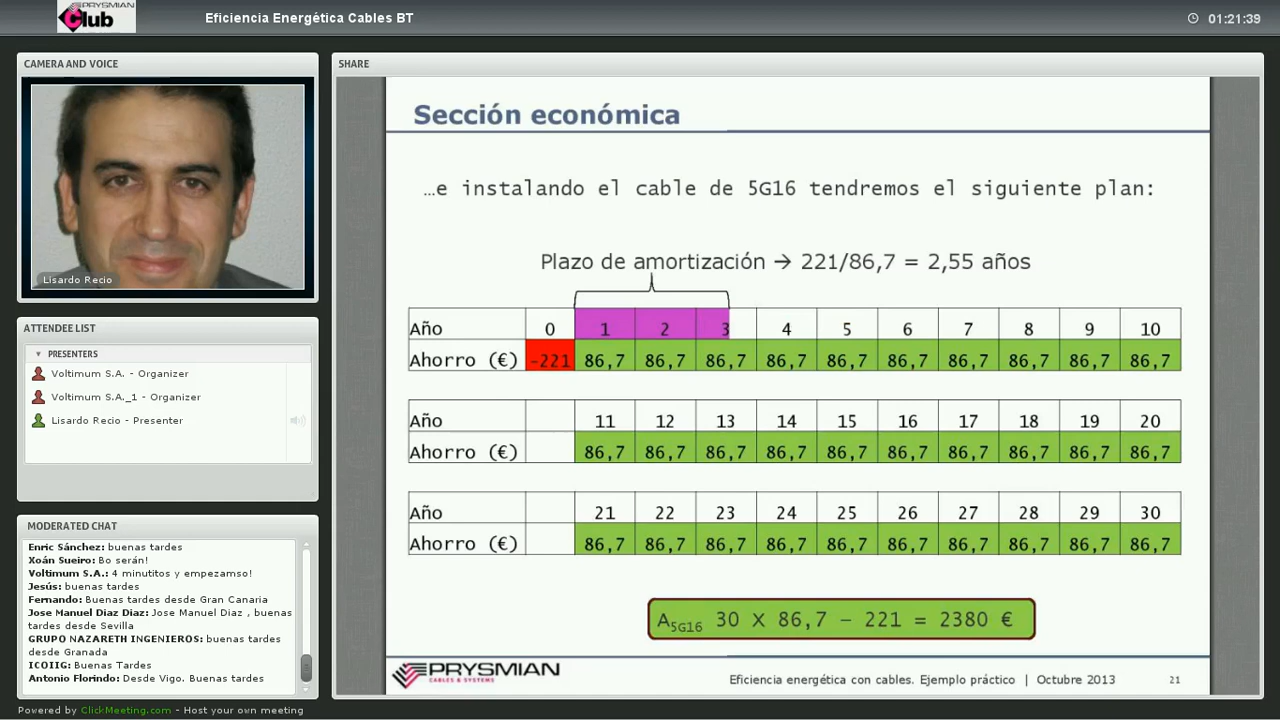 PRYSMIAN
Club
Eficiencia Energética Cables BT
01:21:39
CAMERA AND VOICE
Lisardo Recio
ATTENDEE LIST
PRESENTERS
Voltimum S.A. - Organizer
Voltimum S.A._1 - Organizer
Lisardo Recio - Presenter
MODERATED CHAT
Enric Sánchez: buenas tardes
Xoán Sueiro: Bo serán!
Voltimum S.A.: 4 minutitos y empezamso!
Jesús: buenas tardes
Fernando: Buenas tardes desde Gran Canaria
Jose Manuel Diaz Diaz: Jose Manuel Diaz , buenas
tardes desde Sevilla
GRUPO NAZARETH INGENIEROS: buenas tardes
desde Granada
ICOIIG: Buenas Tardes
Antonio Florindo: Desde Vigo. Buenas tardes
SHARE
Sección económica
…e instalando el cable de 5G16 tendremos el siguiente plan:
Plazo de amortización → 221/86,7 = 2,55 años
Año 0 1 2 3 4 5 6 7 8 9 10
Ahorro (€) -221 86,7 86,7 86,7 86,7 86,7 86,7 86,7 86,7 86,7 86,7
Año 11 12 13 14 15 16 17 18 19 20
Ahorro (€) 86,7 86,7 86,7 86,7 86,7 86,7 86,7 86,7 86,7 86,7
Año 21 22 23 24 25 26 27 28 29 30
Ahorro (€) 86,7 86,7 86,7 86,7 86,7 86,7 86,7 86,7 86,7 86,7
A5G16 30 X 86,7 – 221 = 2380 €
PRYSMIAN
CABLES & SYSTEMS
Eficiencia energética con cables. Ejemplo práctico | Octubre 2013 21
Powered by ClickMeeting.com - Host your own meeting